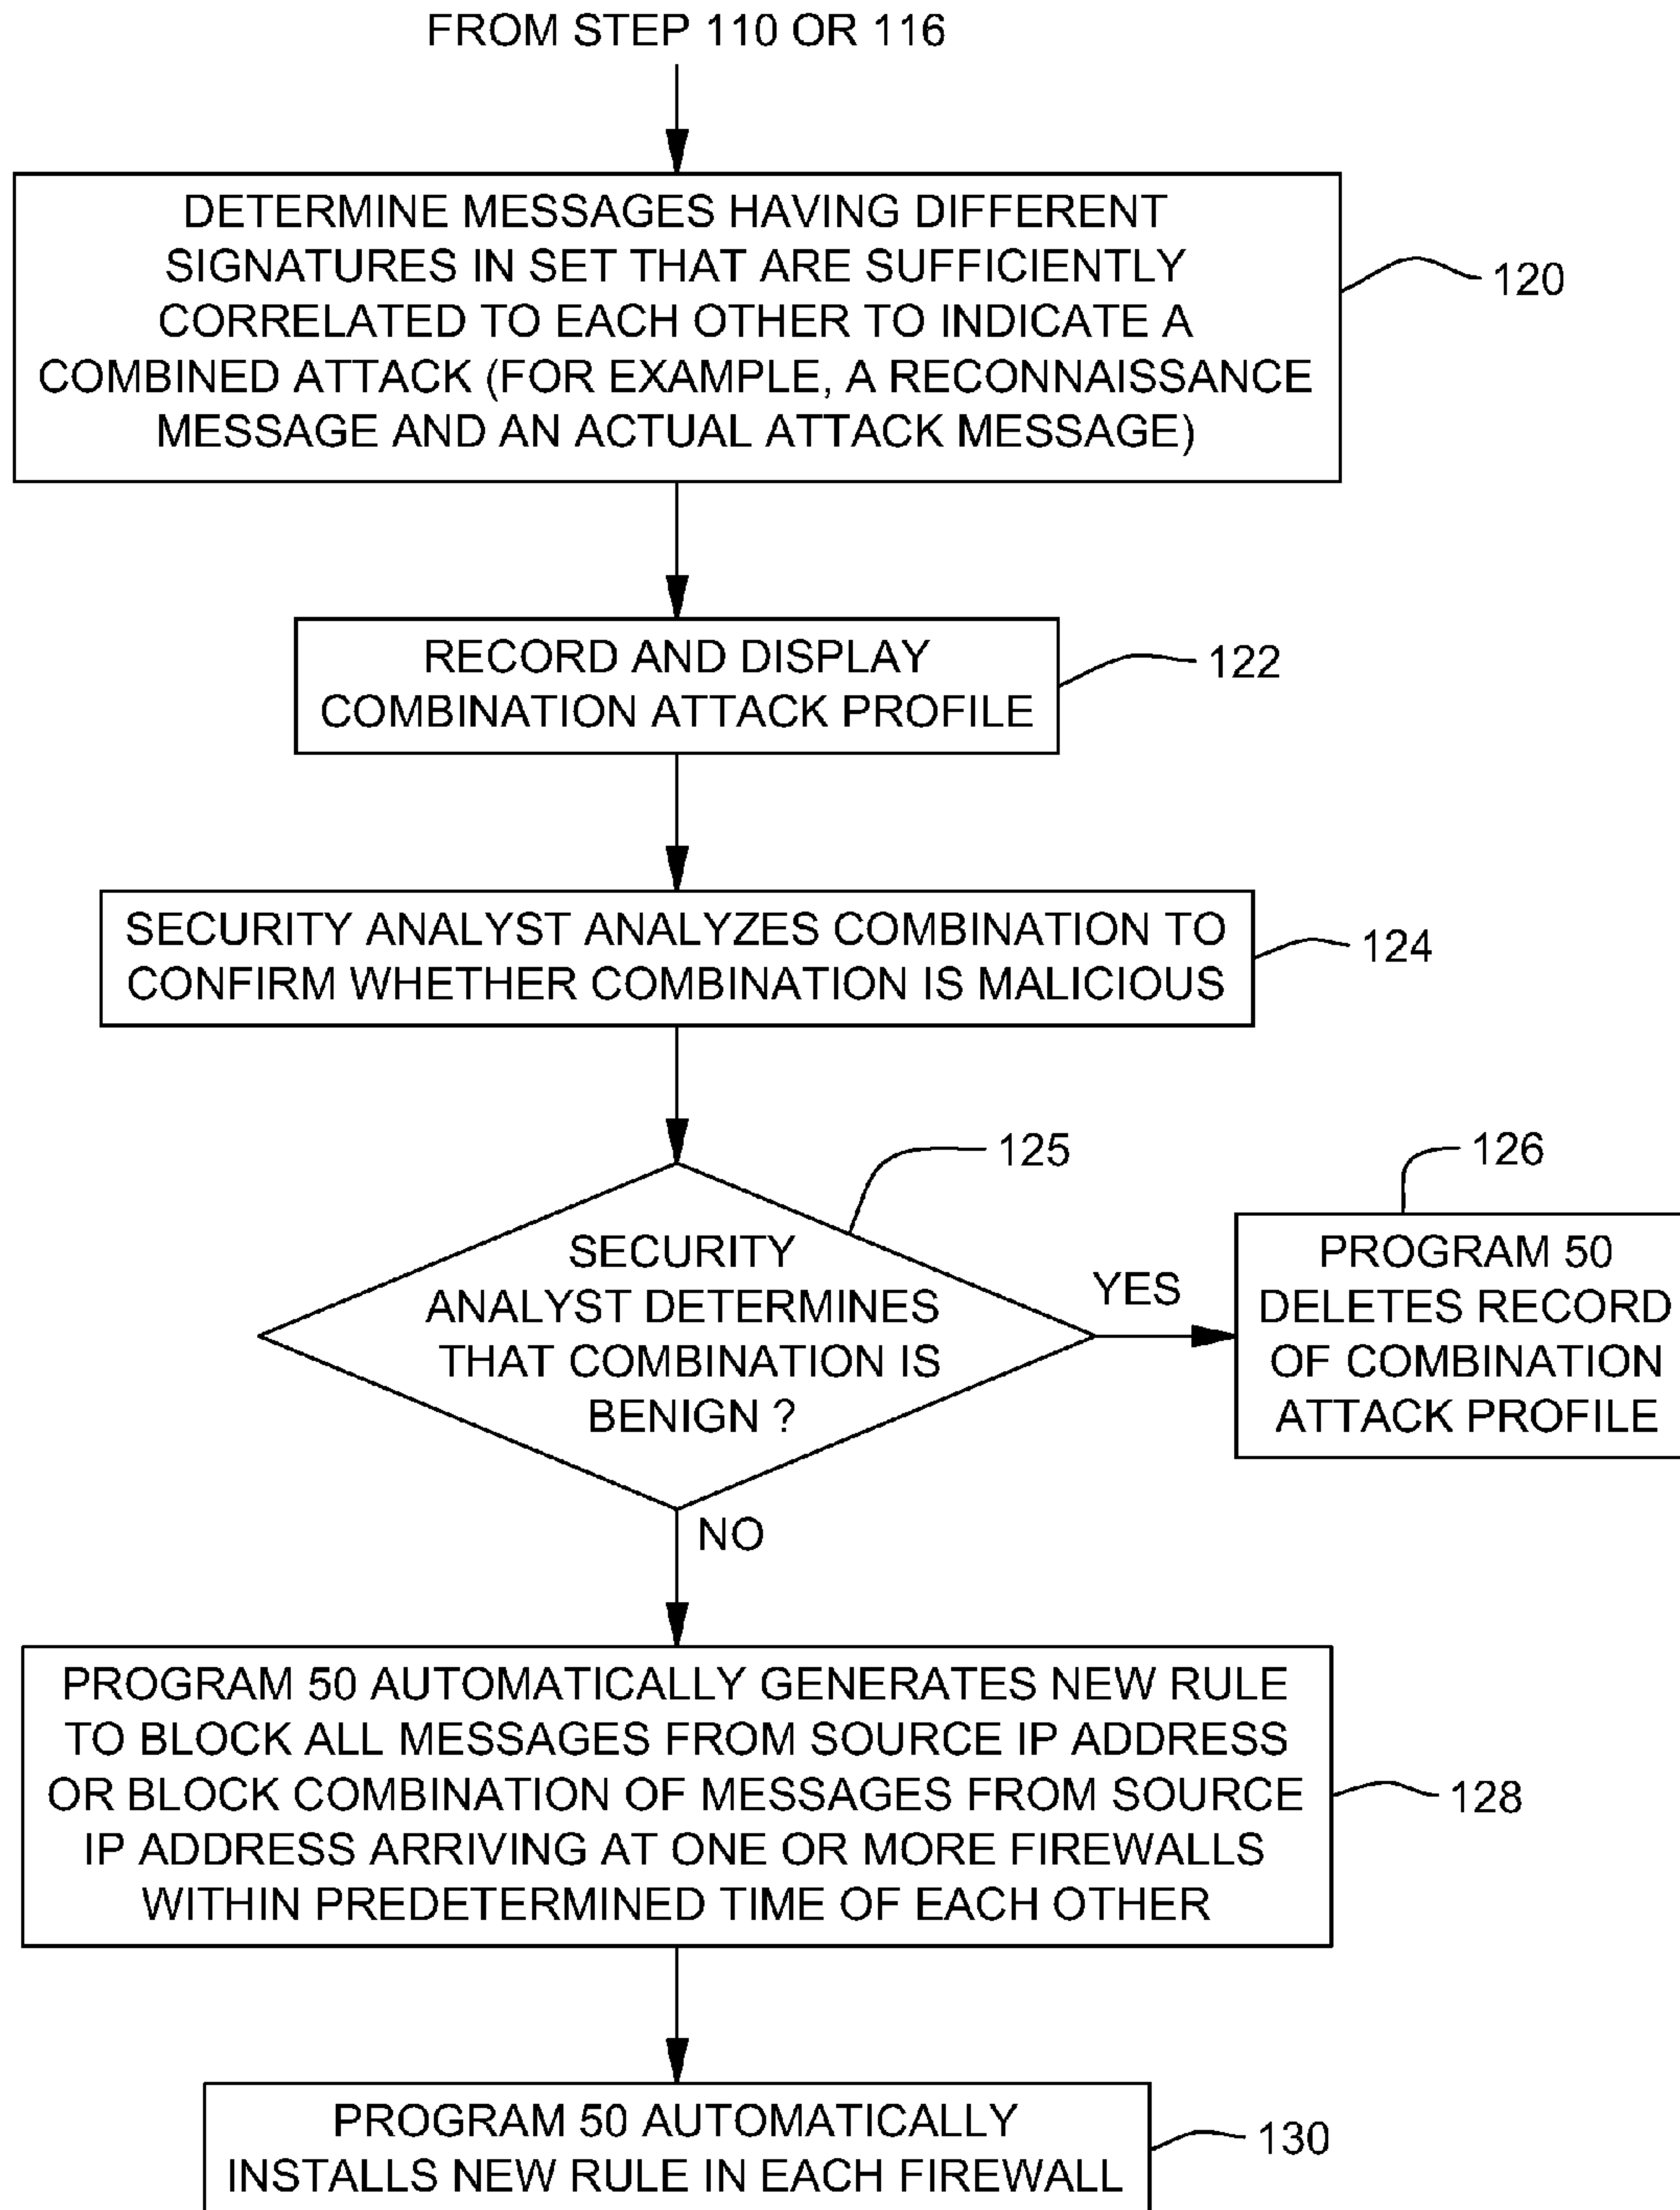 FROM STEP 110 OR 116
DETERMINE MESSAGES HAVING DIFFERENT
SIGNATURES IN SET THAT ARE SUFFICIENTLY
CORRELATED TO EACH OTHER TO INDICATE A
COMBINED ATTACK (FOR EXAMPLE, A RECONNAISSANCE
MESSAGE AND AN ACTUAL ATTACK MESSAGE)
120
RECORD AND DISPLAY
COMBINATION ATTACK PROFILE
122
SECURITY ANALYST ANALYZES COMBINATION TO
CONFIRM WHETHER COMBINATION IS MALICIOUS
124
SECURITY
ANALYST DETERMINES
THAT COMBINATION IS
BENIGN ?
125
YES
126
PROGRAM 50
DELETES RECORD
OF COMBINATION
ATTACK PROFILE
NO
PROGRAM 50 AUTOMATICALLY GENERATES NEW RULE
TO BLOCK ALL MESSAGES FROM SOURCE IP ADDRESS
OR BLOCK COMBINATION OF MESSAGES FROM SOURCE
IP ADDRESS ARRIVING AT ONE OR MORE FIREWALLS
WITHIN PREDETERMINED TIME OF EACH OTHER
128
PROGRAM 50 AUTOMATICALLY
INSTALLS NEW RULE IN EACH FIREWALL
130